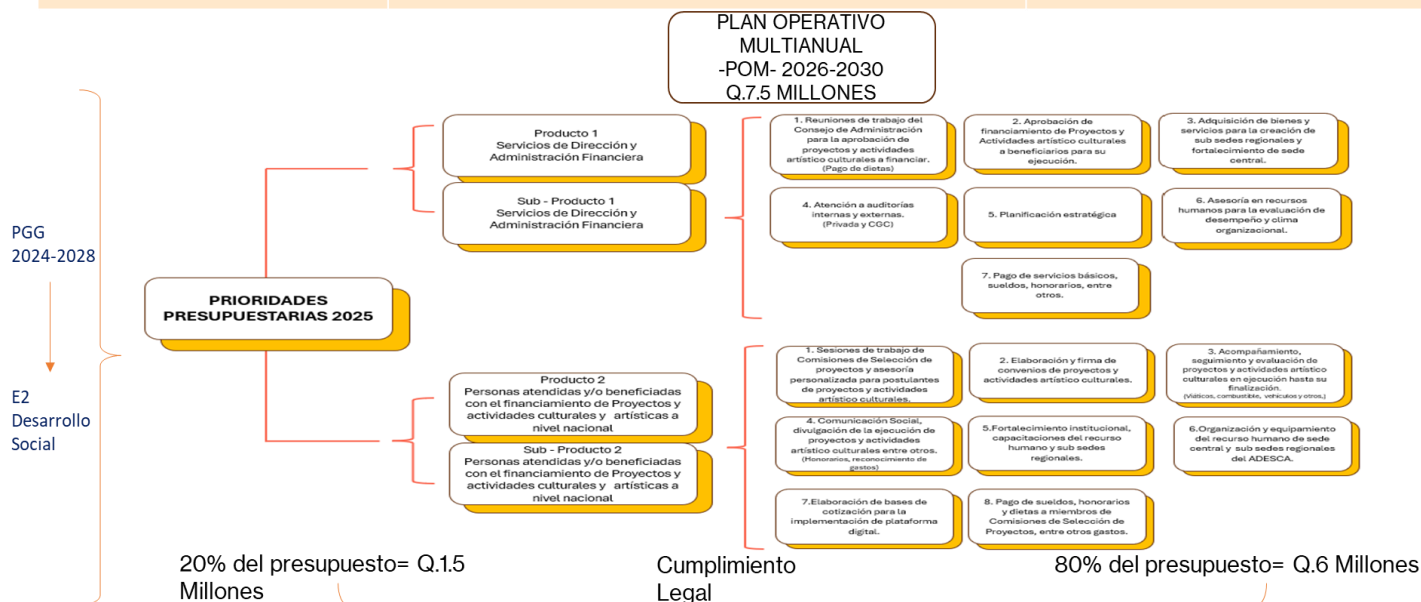 PLAN OPERATIVO
MULTIANUAL
-POM- 2026-2030
Q.7.5 MILLONES
PGG
2024-2028
E2
Desarrollo
Social
PRIORIDADES
PRESUPUESTARIAS 2025
Producto 1
Servicios de Dirección y
Administración Financiera
Sub - Producto 1
Servicios de Dirección y
Administración Financiera
1. Reuniones de trabajo del
Consejo de Administración
para la aprobación de
proyectos y actividades
artístico culturales a financiar.
(Pago de dietas)
2. Aprobación de
financiamiento de Proyectos y
Actividades artístico culturales
a beneficiarios para su
ejecución.
3. Adquisición de bienes y
servicios para la creación de
sub sedes regionales y
fortalecimiento de sede
central.
4. Atención a auditorías
internas y externas.
(Privada y CGC)
5. Planificación estratégica
6. Asesoría en recursos
humanos para la evaluación de
desempeño y clima
organizacional.
7. Pago de servicios básicos,
sueldos, honorarios, entre
otros.
Producto 2
Personas atendidas y/o beneficiadas
con el financiamiento de Proyectos y
actividades culturales y artísticas a
nivel nacional
Sub - Producto 2
Personas atendidas y/o beneficiadas
con el financiamiento de Proyectos y
actividades culturales y artísticas a
nivel nacional
1. Sesiones de trabajo de
Comisiones de Selección de
proyectos y asesoría
personalizada para postulantes
de proyectos y actividades
artístico culturales.
2. Elaboración y firma de
convenios de proyectos y
actividades artístico culturales.
3. Acompañamiento,
seguimiento y evaluación de
proyectos y actividades artístico
culturales en ejecución hasta su
finalización.
(Viáticos, combustible, vehículos y otros,)
4. Comunicación Social,
divulgación de la ejecución de
proyectos y actividades
artístico culturales entre otros.
(Honorarios, reconocimiento de
gastos)
5.Fortalecimiento institucional,
capacitaciones del recurso
humano y sub sedes
regionales.
6.Organización y equipamiento
del recurso humano de sede
central y sub sedes regionales
del ADESCA.
7.Elaboración de bases de
cotización para la
implementación de plataforma
digital.
8. Pago de sueldos, honorarios
y dietas a miembros de
Comisiones de Selección de
Proyectos, entre otros gastos.
20% del presupuesto= Q.1.5
Millones
Cumplimiento
Legal
80% del presupuesto= Q.6 Millones